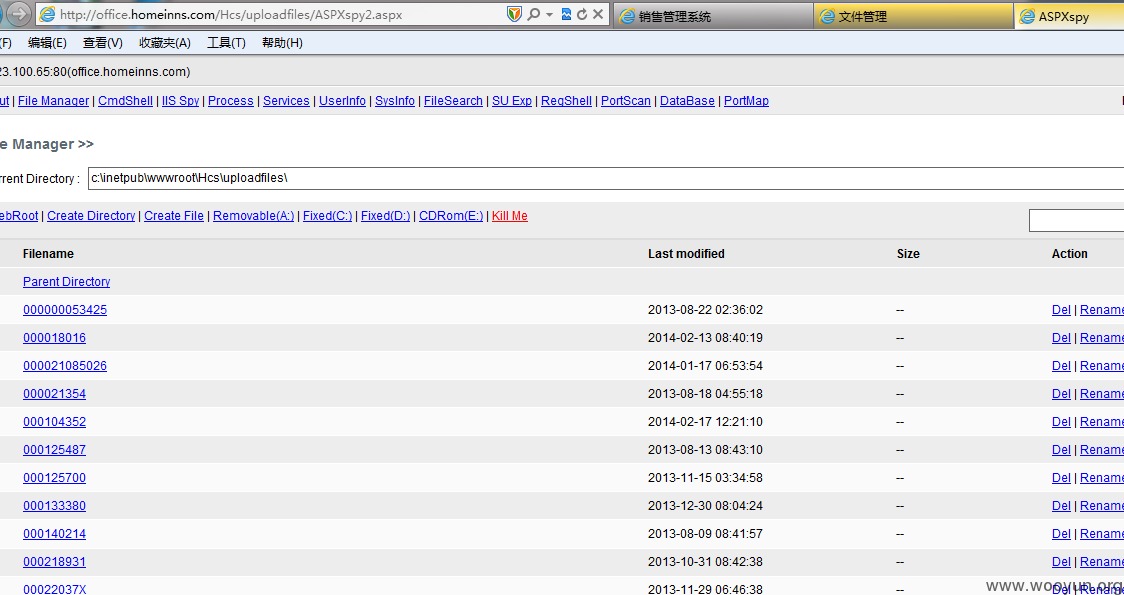 http://office.homeinns.com/Hcs/uploadfiles/ASPXspy2.aspx 销售管理系统 文件管理 ASPXspy
(F) 编辑(E) 查看(V) 收藏夹(A) 工具(T) 帮助(H)
23.100.65:80(office.homeinns.com)
ut | File Manager | CmdShell | IIS Spy | Process | Services | UserInfo | SysInfo | FileSearch | SU Exp | RegShell | PortScan | DataBase | PortMap
e Manager >>
rrent Directory : c:\inetpub\wwwroot\Hcs\uploadfiles\
ebRoot | Create Directory | Create File | Removable(A:) | Fixed(C:) | Fixed(D:) | CDRom(E:) | Kill Me
Filename Last modified Size Action
Parent Directory
000000053425 2013-08-22 02:36:02 -- Del | Rename
000018016 2014-02-13 08:40:19 -- Del | Rename
000021085026 2014-01-17 06:53:54 -- Del | Rename
000021354 2013-08-18 04:55:18 -- Del | Rename
000104352 2014-02-17 12:21:10 -- Del | Rename
000125487 2013-08-13 08:43:10 -- Del | Rename
000125700 2013-11-15 03:34:58 -- Del | Rename
000133380 2013-12-30 08:04:24 -- Del | Rename
000140214 2013-08-09 08:41:57 -- Del | Rename
000218931 2013-10-31 08:42:38 -- Del | Rename
00022037X 2013-11-29 06:46:38 -- Del | Rename
www.wooyun.org